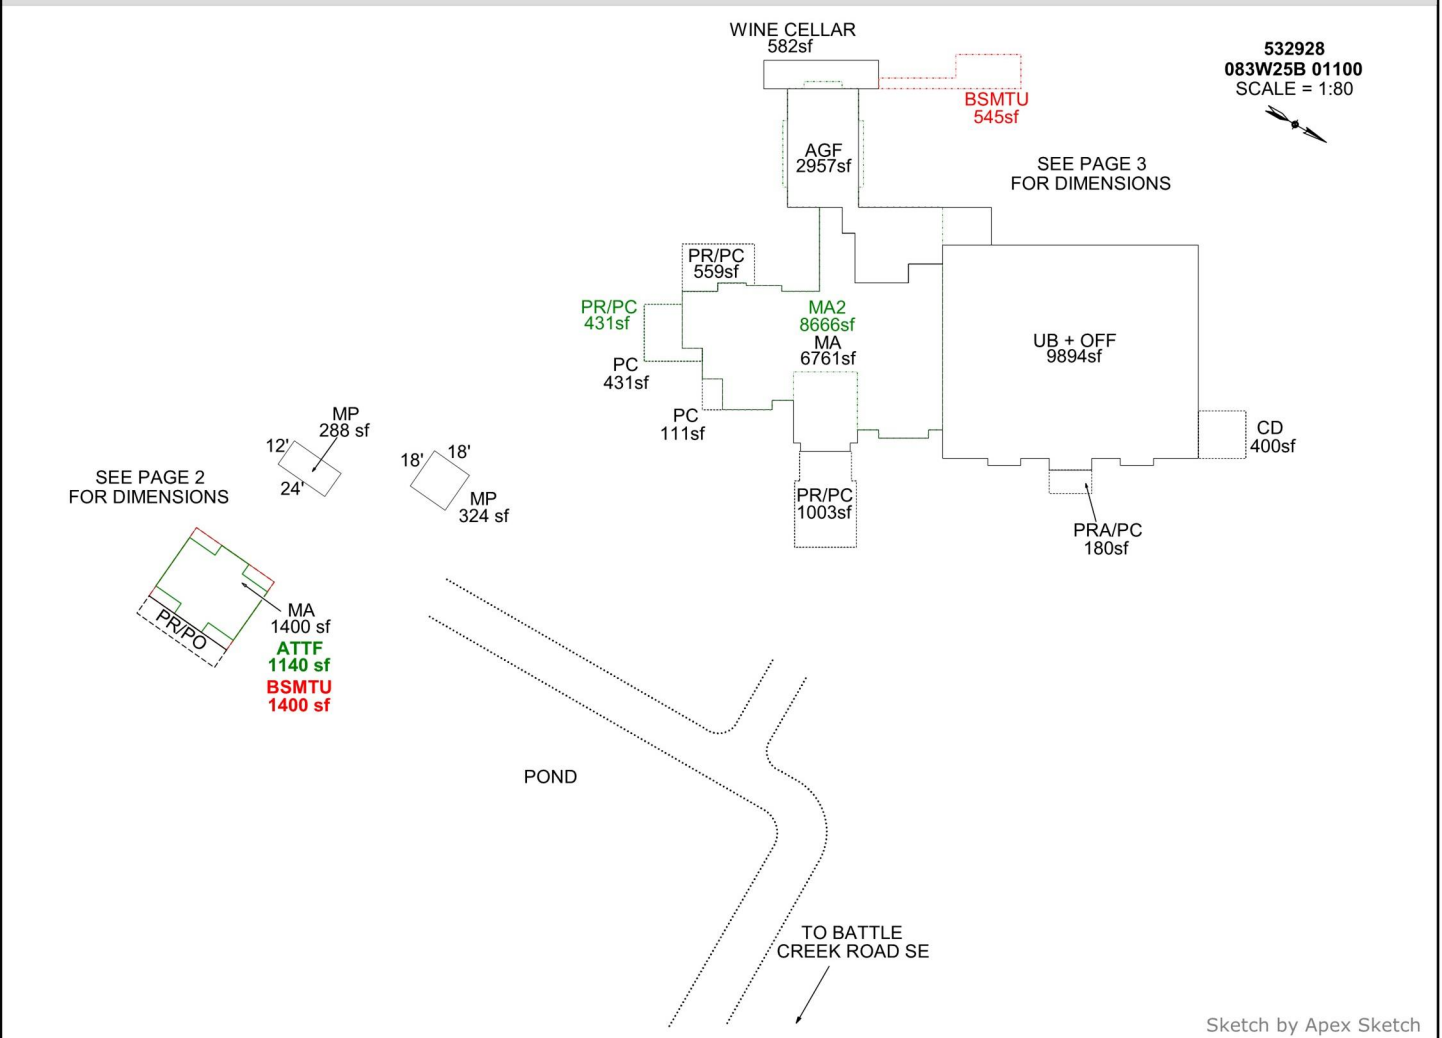 WINE CELLAR
582sf
532928
083W25B 01100
SCALE = 1:80
BSMTU
545sf
AGF
2957sf
SEE PAGE 3
FOR DIMENSIONS
PR/PC
559sf
PR/PC
431sf
MA2
8666sf
MA
6761sf
UB + OFF
9894sf
PC
431sf
PC
111sf
CD
400sf
MP
288 sf
12'
24'
18'
18'
MP
324 sf
SEE PAGE 2
FOR DIMENSIONS
PR/PC
1003sf
PRA/PC
180sf
PR/PO
MA
1400 sf
ATTF
1140 sf
BSMTU
1400 sf
POND
TO BATTLE
CREEK ROAD SE
Sketch by Apex Sketch